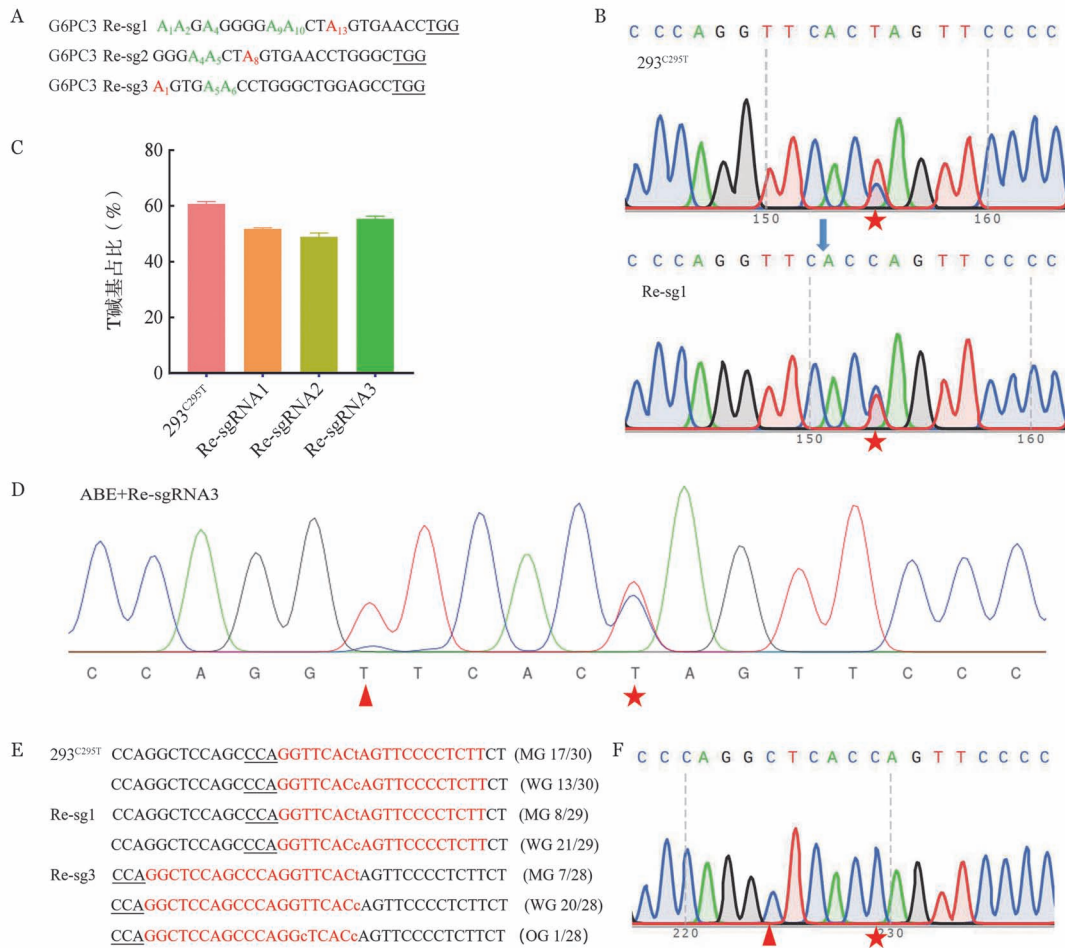 A
G6PC3 Re-sg1 A1A2GA4GGGGA9A10CTA13GTGAACCTGG
G6PC3 Re-sg2 GGGA4A5CTA8GTGAACCTGGGCTGG
G6PC3 Re-sg3 A1GTGA5A6CCTGGGCTGGAGCCTGG
B
C C C A G G T T C A C T A G T T C C C C
293C295T
150 160
C C C A G G T T C A C C A G T T C C C C
Re-sg1
150 160
C
T碱基占比（%）
80
60
40
20
0
293C295T
Re-sgRNA1
Re-sgRNA2
Re-sgRNA3
D
ABE+Re-sgRNA3
C C A G G T T C A C T A G T T C C C
E
293C295T CCAGGCTCCAGCCCAGGTTCACtAGTTCCCCTCTTCT (MG 17/30)
CCAGGCTCCAGCCCAGGTTCACcAGTTCCCCTCTTCT (WG 13/30)
Re-sg1 CCAGGCTCCAGCCCAGGTTCACtAGTTCCCCTCTTCT (MG 8/29)
CCAGGCTCCAGCCCAGGTTCACcAGTTCCCCTCTTCT (WG 21/29)
Re-sg3 CCAGGCTCCAGCCCAGGTTCACtAGTTCCCCTCTTCT (MG 7/28)
CCAGGCTCCAGCCCAGGTTCACcAGTTCCCCTCTTCT (WG 20/28)
CCAGGCTCCAGCCCAGGcTCACcAGTTCCCCTCTTCT (OG 1/28)
F
C C C A G G C T C A C C A G T T C C C C
220 230